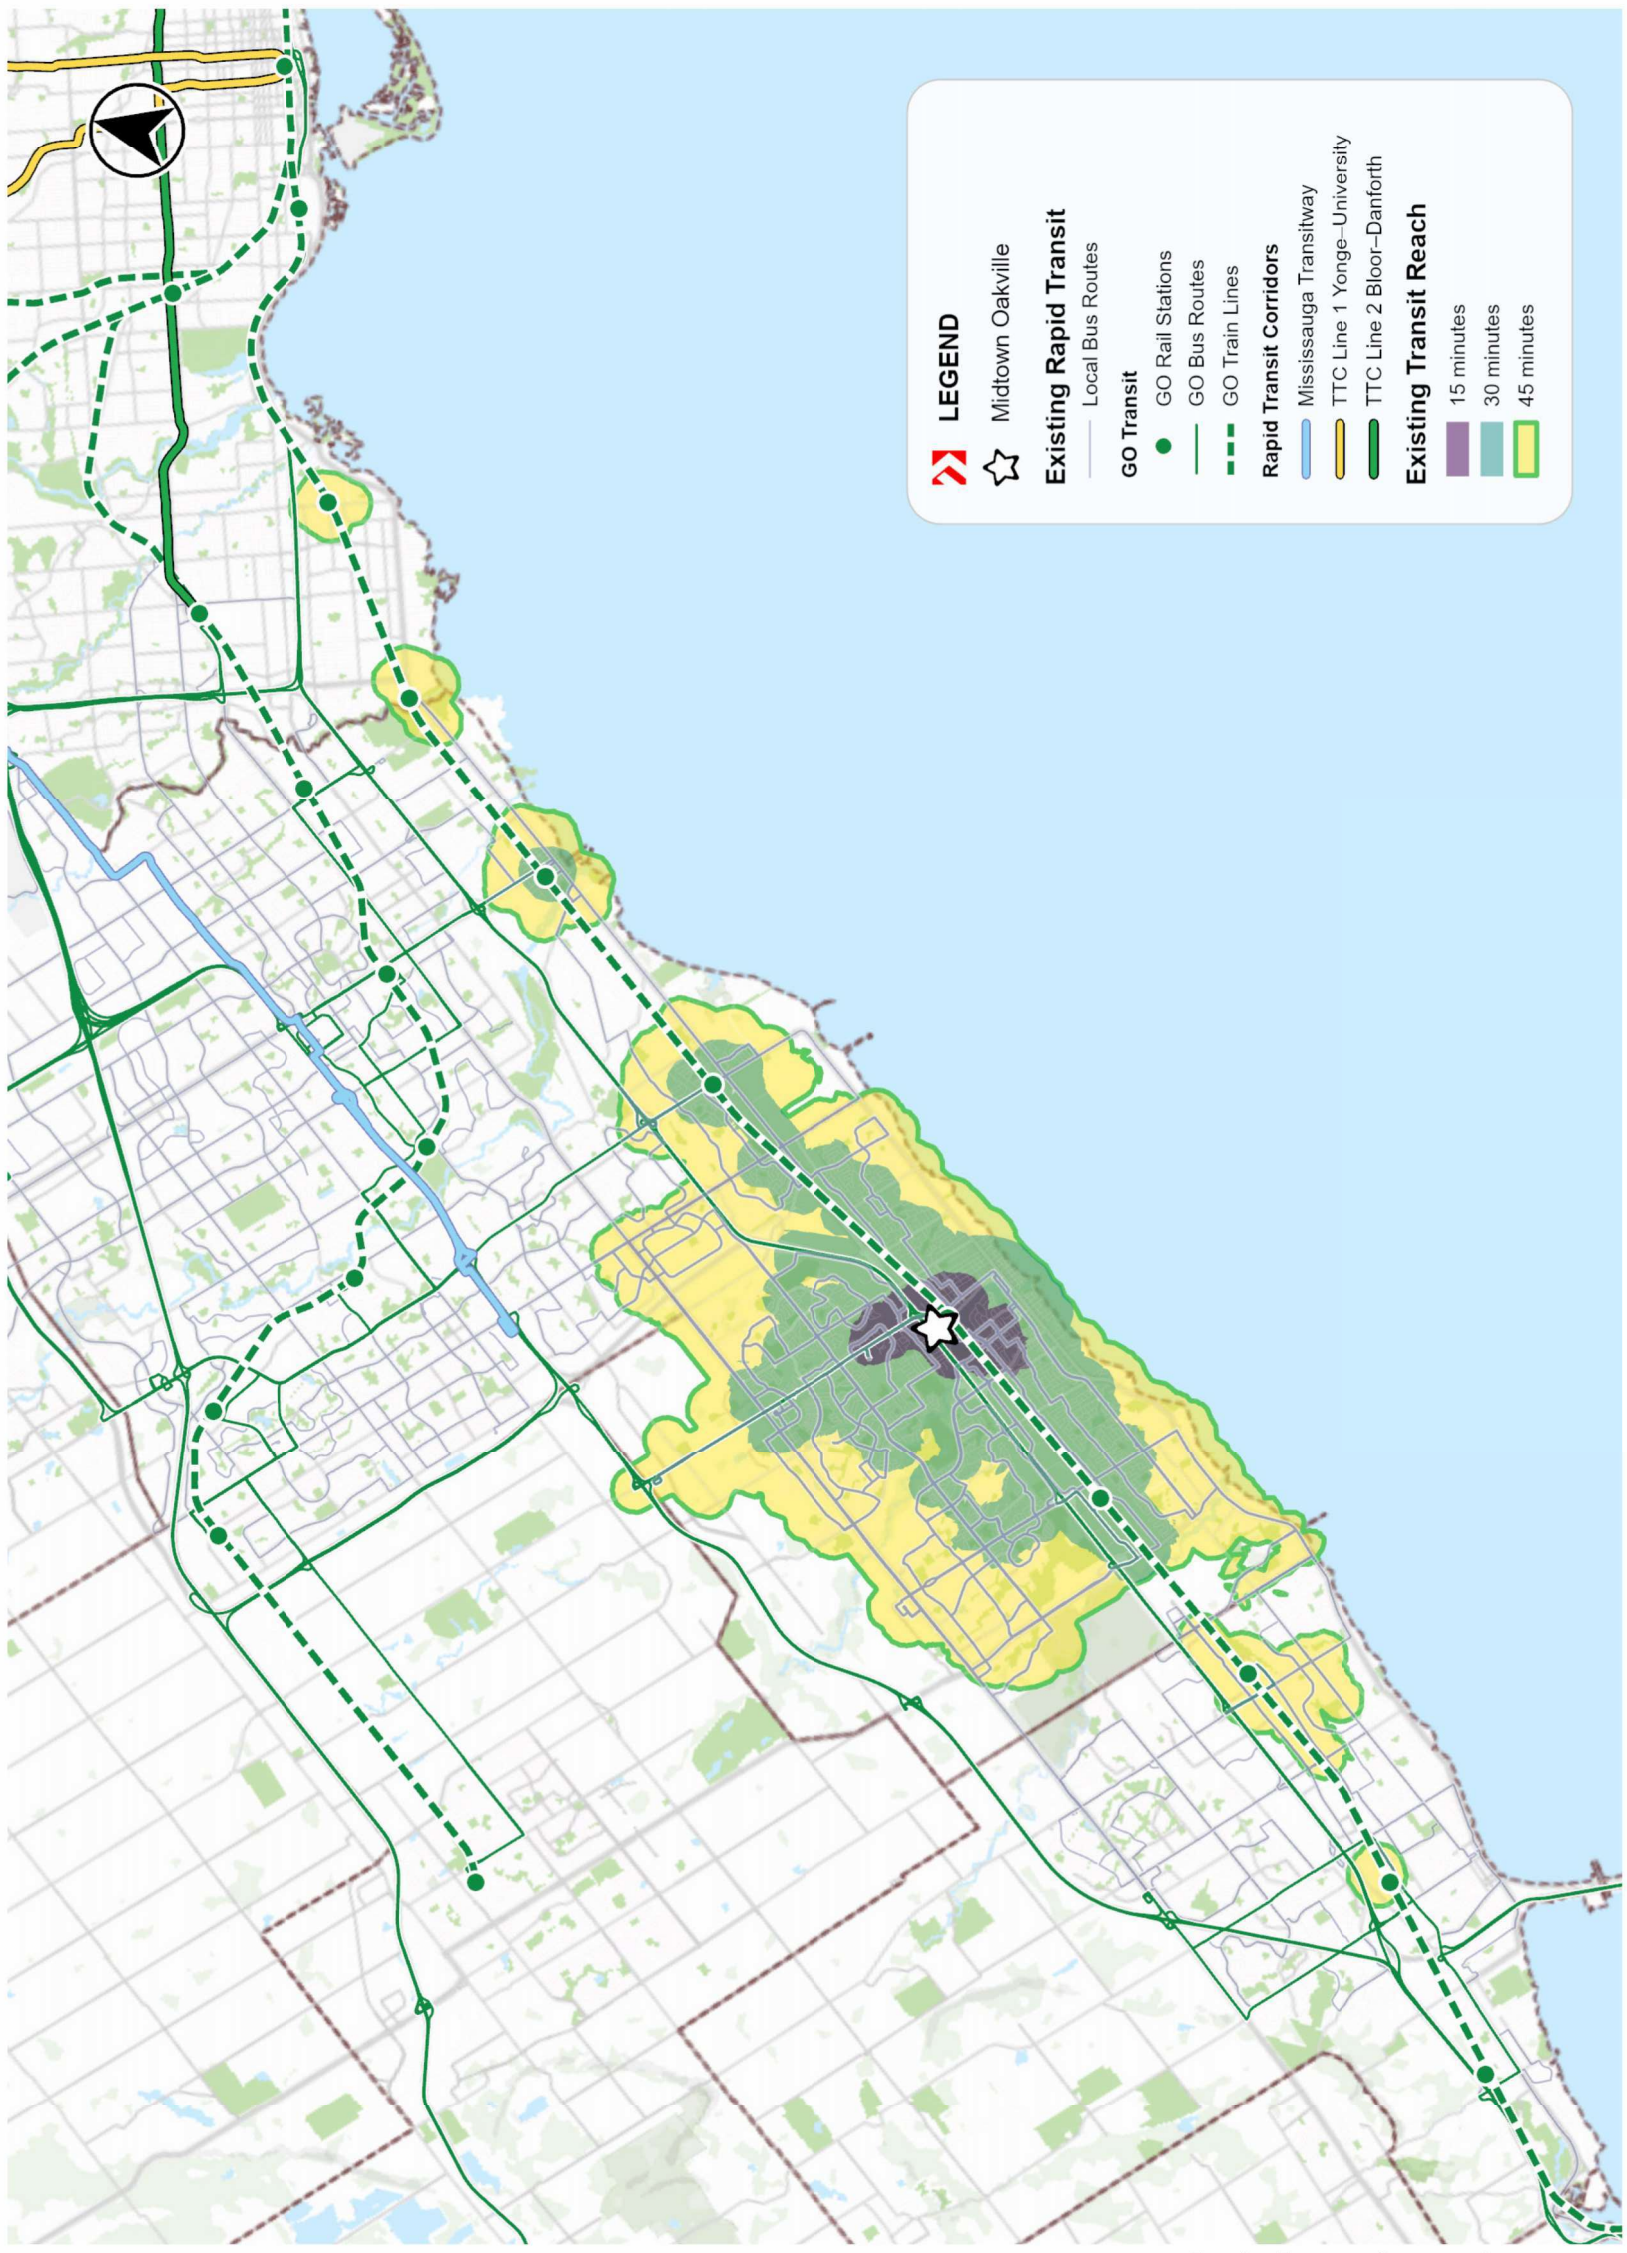 LEGEND
Midtown Oakville
Existing Rapid Transit
Local Bus Routes
GO Transit
GO Rail Stations
GO Bus Routes
GO Train Lines
Rapid Transit Corridors
Mississauga Transitway
TTC Line 1 Yonge–University
TTC Line 2 Bloor–Danforth
Existing Transit Reach
15 minutes
30 minutes
45 minutes